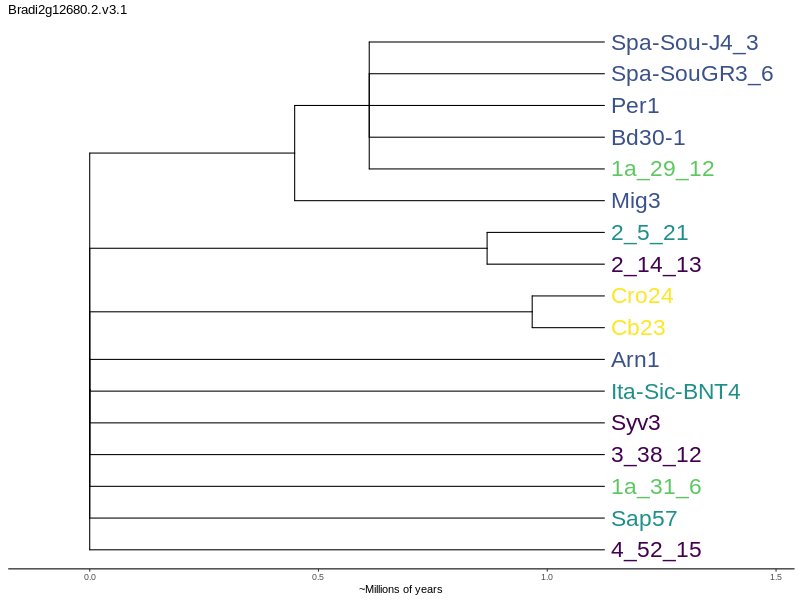 Bradi2g12680.2.v3.1
Spa-Sou-J4_3
Spa-SouGR3_6
Per1
Bd30-1
1a_29_12
Mig3
2_5_21
2_14_13
Cro24
Cb23
Arn1
Ita-Sic-BNT4
Syv3
3_38_12
1a_31_6
Sap57
4_52_15
0.0 0.5 1.0 1.5
~Millions of years